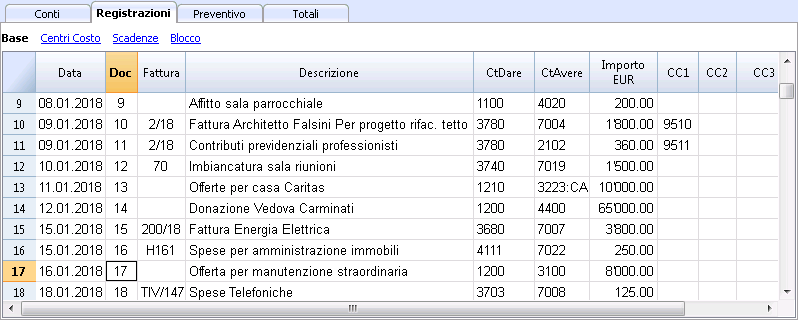 Conti Registrazioni Preventivo Totali
Base Centri Costo Scadenze Blocco
Data Doc Fattura Descrizione CtDare CtAvere Importo EUR CC1 CC2 CC3
9 08.01.2018 9 Affitto sala parrocchiale 1100 4020 200.00
10 09.01.2018 10 2/18 Fattura Architetto Falsini Per progetto rifac. tetto 3780 7004 1'800.00 9510
11 09.01.2018 11 2/18 Contributi previdenziali professionisti 3780 2102 360.00 9511
12 10.01.2018 12 70 Imbiancatura sala riunioni 3740 7019 1'500.00
13 11.01.2018 13 Offerte per casa Caritas 1210 3223:CA 10'000.00
14 12.01.2018 14 Donazione Vedova Carminati 1200 4400 65'000.00
15 15.01.2018 15 200/18 Fattura Energia Elettrica 3680 7007 3'800.00
16 15.01.2018 16 H161 Spese per amministrazione immobili 4111 7022 250.00
17 16.01.2018 17 Offerta per manutenzione straordinaria 1200 3100 8'000.00
18 18.01.2018 18 TIV/147 Spese Telefoniche 3703 7008 125.00